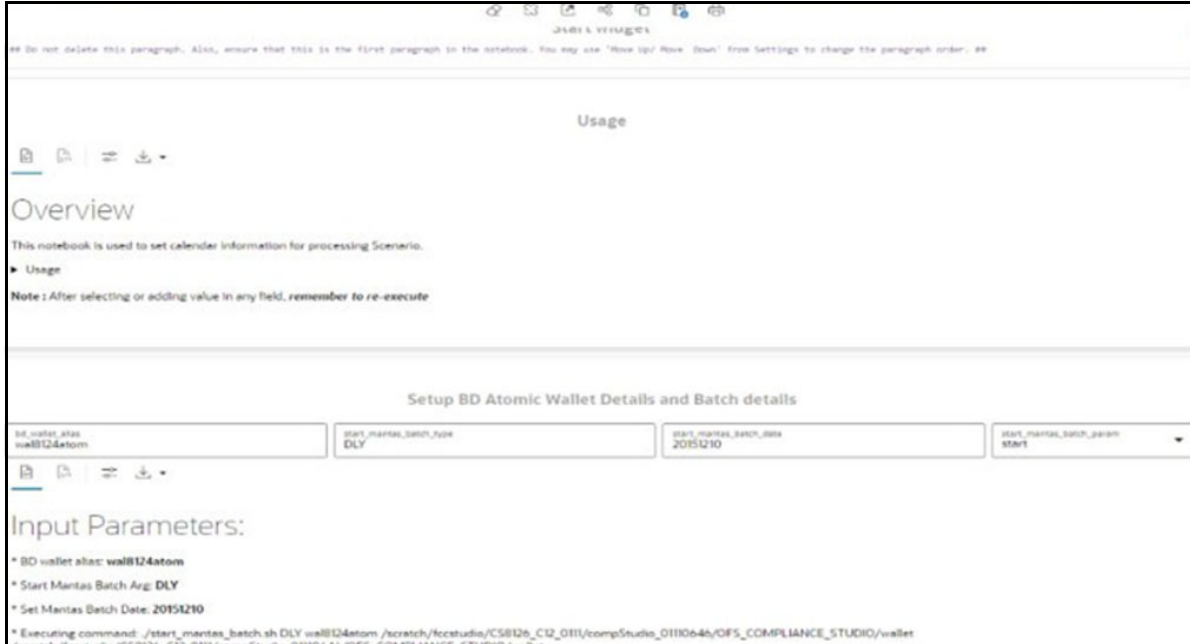 Start Widget
## Do not delete this paragraph. Also, ensure that this is the first paragraph in the notebook. You may use 'Move Up/ Move Down' from Settings to change the paragraph order. ##
Usage
Overview
This notebook is used to set calendar information for processing Scenario.
Usage
Note : After selecting or adding value in any field, remember to re-execute
Setup BD Atomic Wallet Details and Batch details
bd_wallet_alias start_mantas_batch_type start_mantas_batch_date start_mantas_batch_param
wal8124atom DLY 20151210 start
Input Parameters:
* BD wallet alias: wal8124atom
* Start Mantas Batch Arg: DLY
* Set Mantas Batch Date: 20151210
* Executing command: ./start_mantas_batch.sh DLY wal8124atom /scratch/fccstudio/CS8126_C12_0111/compStudio_01110646/OFS_COMPLIANCE_STUDIO/wallet